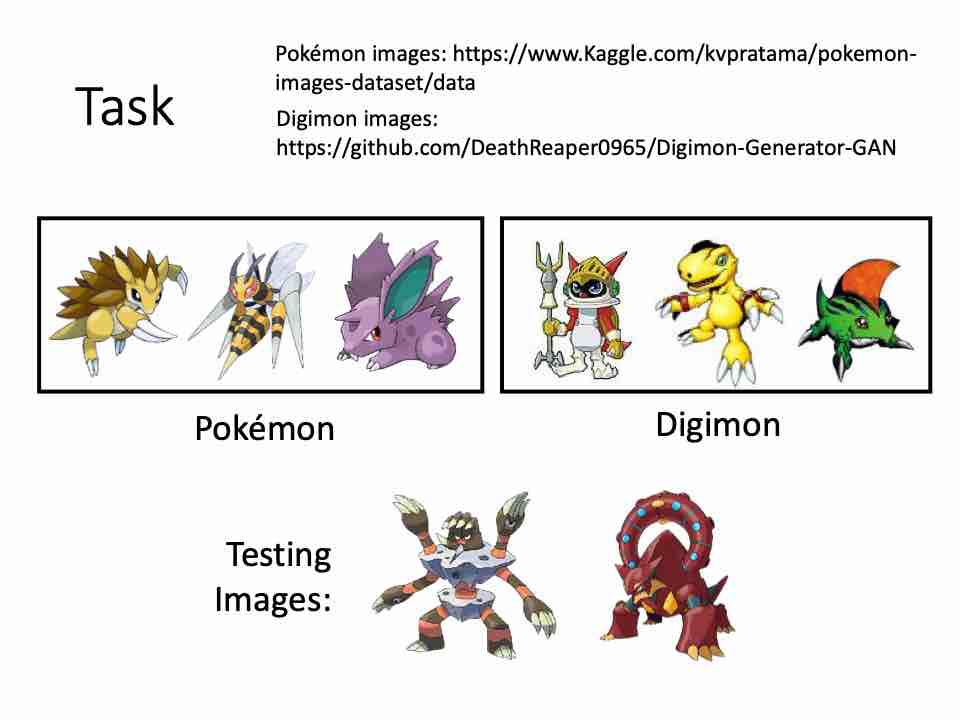 Task
Pokémon images: https://www.Kaggle.com/kvpratama/pokemon-
images-dataset/data
Digimon images:
https://github.com/DeathReaper0965/Digimon-Generator-GAN
Pokémon
Digimon
Testing
Images: